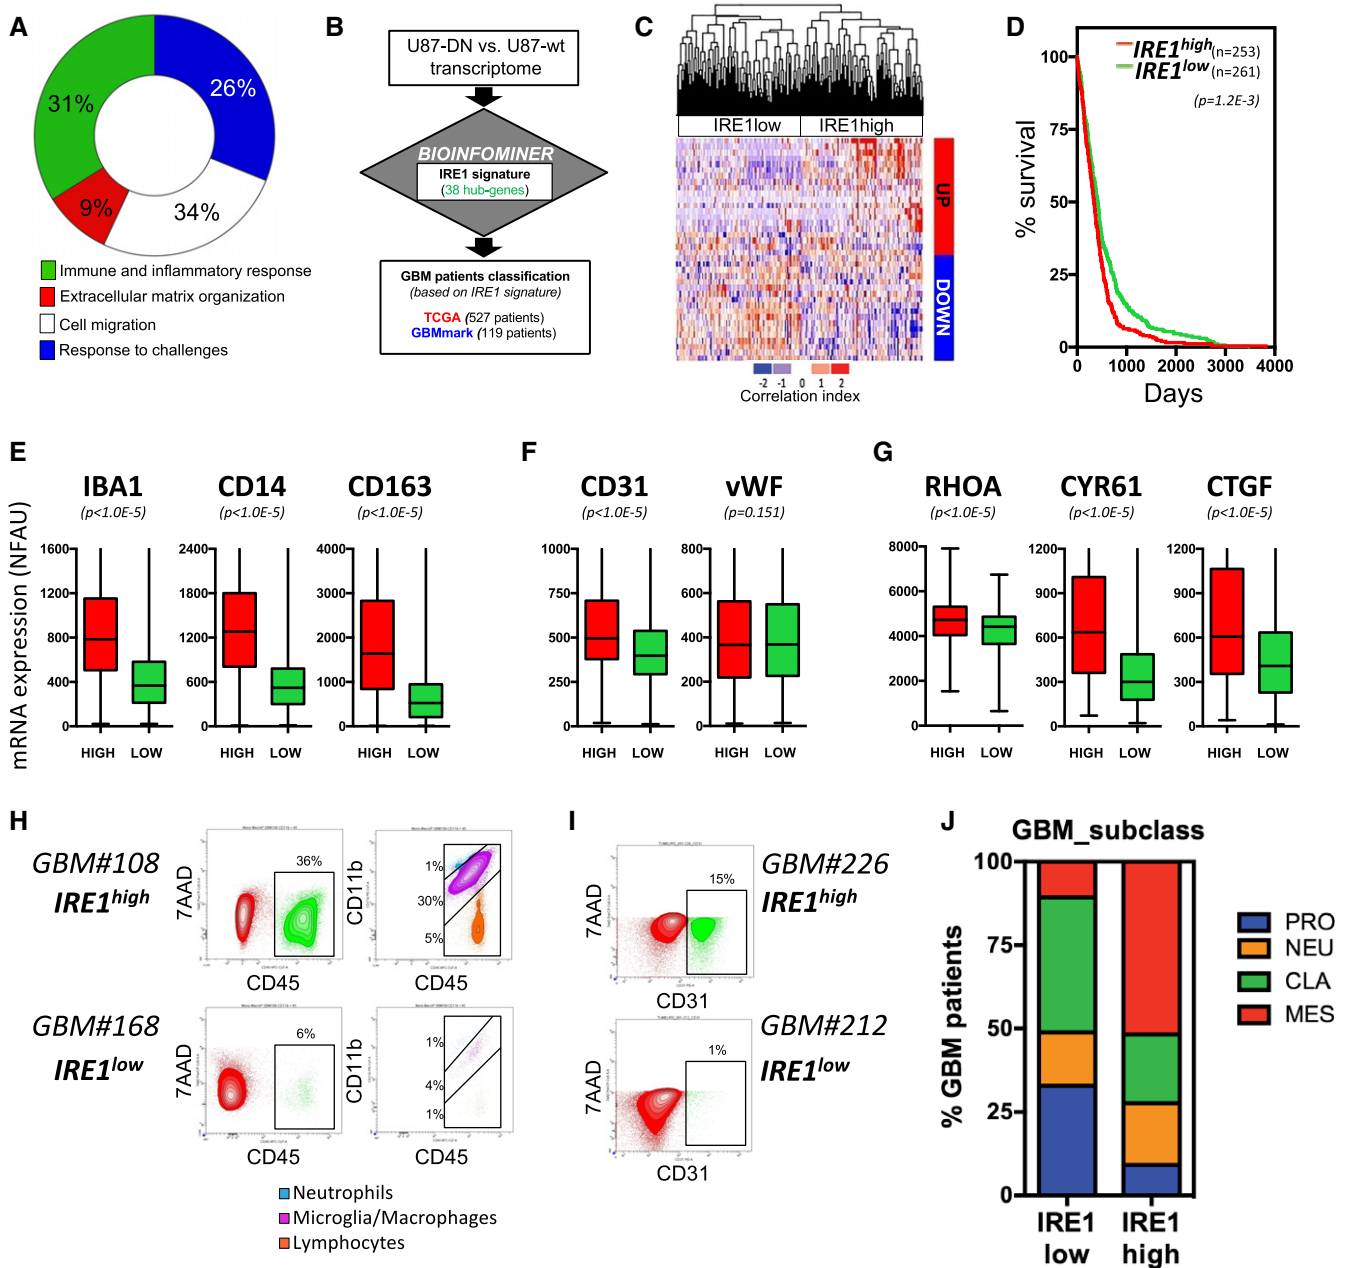 A
31%
26%
9%
34%
Immune and inflammatory response
Extracellular matrix organization
Cell migration
Response to challenges
B
U87-DN vs. U87-wt
transcriptome
BIOINFOMINER
IRE1 signature
(38 hub-genes)
GBM patients classification
(based on IRE1 signature)
TCGA (527 patients)
GBMmark (119 patients)
C
IRE1low
IRE1high
UP
DOWN
-2 -1 0 1 2
Correlation index
D
IRE1high (n=253)
IRE1low (n=261)
(p=1.2E-3)
% survival
100
75
50
25
0
0 1000 2000 3000 4000
Days
E
mRNA expression (NFAU)
IBA1
(p<1.0E-5)
1600
1200
800
400
0
HIGH LOW
CD14
(p<1.0E-5)
2400
1800
1200
600
0
HIGH LOW
CD163
(p<1.0E-5)
4000
3000
2000
1000
0
HIGH LOW
F
CD31
(p<1.0E-5)
1000
750
500
250
0
HIGH LOW
vWF
(p=0.151)
800
600
400
200
0
HIGH LOW
G
RHOA
(p<1.0E-5)
8000
6000
4000
2000
0
HIGH LOW
CYR61
(p<1.0E-5)
1200
900
600
300
0
HIGH LOW
CTGF
(p<1.0E-5)
1200
900
600
300
0
HIGH LOW
H
GBM#108
IRE1high
7AAD
36%
CD45
CD11b
1%
30%
5%
CD45
GBM#168
IRE1low
7AAD
6%
CD45
CD11b
1%
4%
1%
CD45
Neutrophils
Microglia/Macrophages
Lymphocytes
I
7AAD
15%
CD31
GBM#226
IRE1high
7AAD
1%
CD31
GBM#212
IRE1low
J
GBM_subclass
% GBM patients
100
75
50
25
0
IRE1
low
IRE1
high
PRO
NEU
CLA
MES